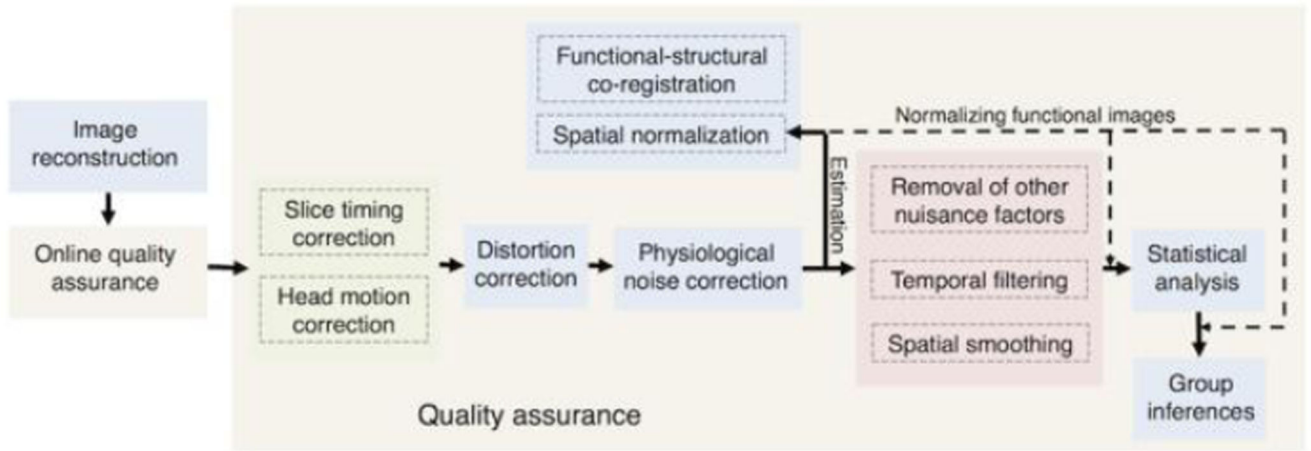 Image
reconstruction
Online quality
assurance
Slice timing
correction
Head motion
correction
Distortion
correction
Physiological
noise correction
Functional-structural
co-registration
Spatial normalization
Estimation
Normalizing functional images
Removal of other
nuisance factors
Temporal filtering
Spatial smoothing
Statistical
analysis
Group
inferences
Quality assurance